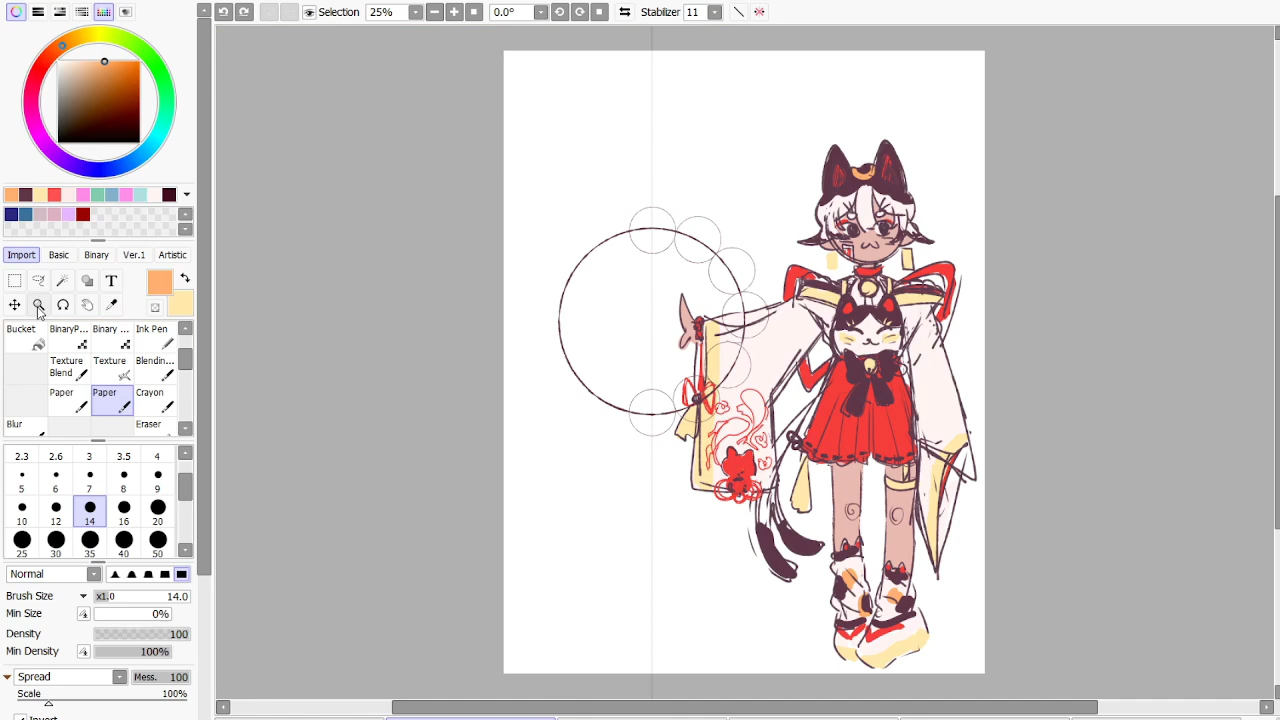 Selection 25% 0.0° Stabilizer 11
Import Basic Binary Ver.1 Artistic
T
Bucket BinaryP... Binary ... Ink Pen
Texture Blend Texture Blendin...
Paper Paper Crayon
Blur Eraser
2.3 2.6 3 3.5 4
5 6 7 8 9
10 12 14 16 20
25 30 35 40 50
Normal
Brush Size x1.0 14.0
Min Size 0%
Density 100
Min Density 100%
Spread Mess. 100
Scale 100%
Invert